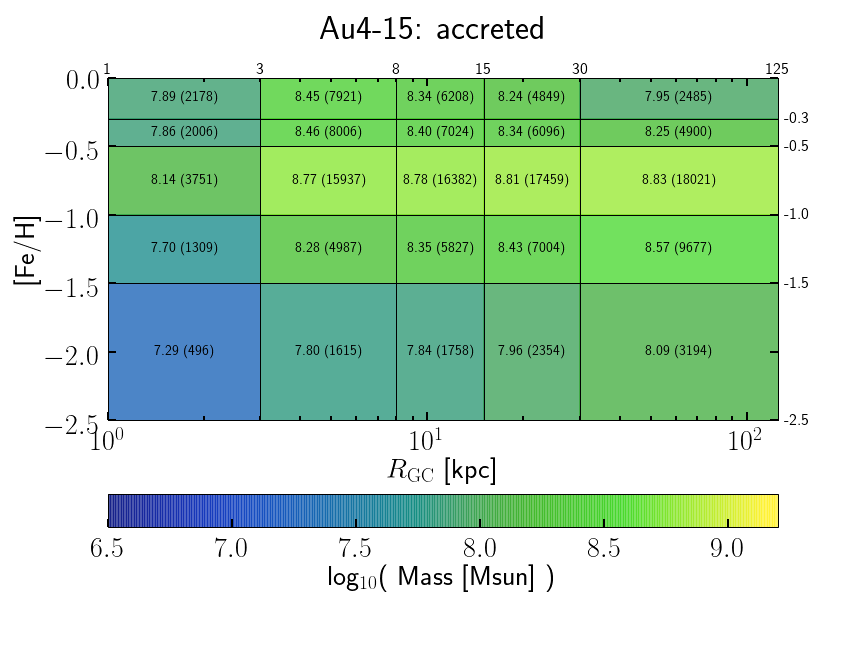 Au4-15: accreted
1 3 8 15 30 125
0.0
7.89 (2178) 8.45 (7921) 8.34 (6208) 8.24 (4849) 7.95 (2485)
-0.3
7.86 (2006) 8.46 (8006) 8.40 (7024) 8.34 (6096) 8.25 (4900)
−0.5 -0.5
8.14 (3751) 8.77 (15937) 8.78 (16382) 8.81 (17459) 8.83 (18021)
−1.0 -1.0
[Fe/H]
7.70 (1309) 8.28 (4987) 8.35 (5827) 8.43 (7004) 8.57 (9677)
−1.5 -1.5
7.29 (496) 7.80 (1615) 7.84 (1758) 7.96 (2354) 8.09 (3194)
−2.0
−2.5 -2.5
10⁰ 10¹ 10²
R_GC [kpc]
6.5 7.0 7.5 8.0 8.5 9.0
log₁₀( Mass [Msun] )